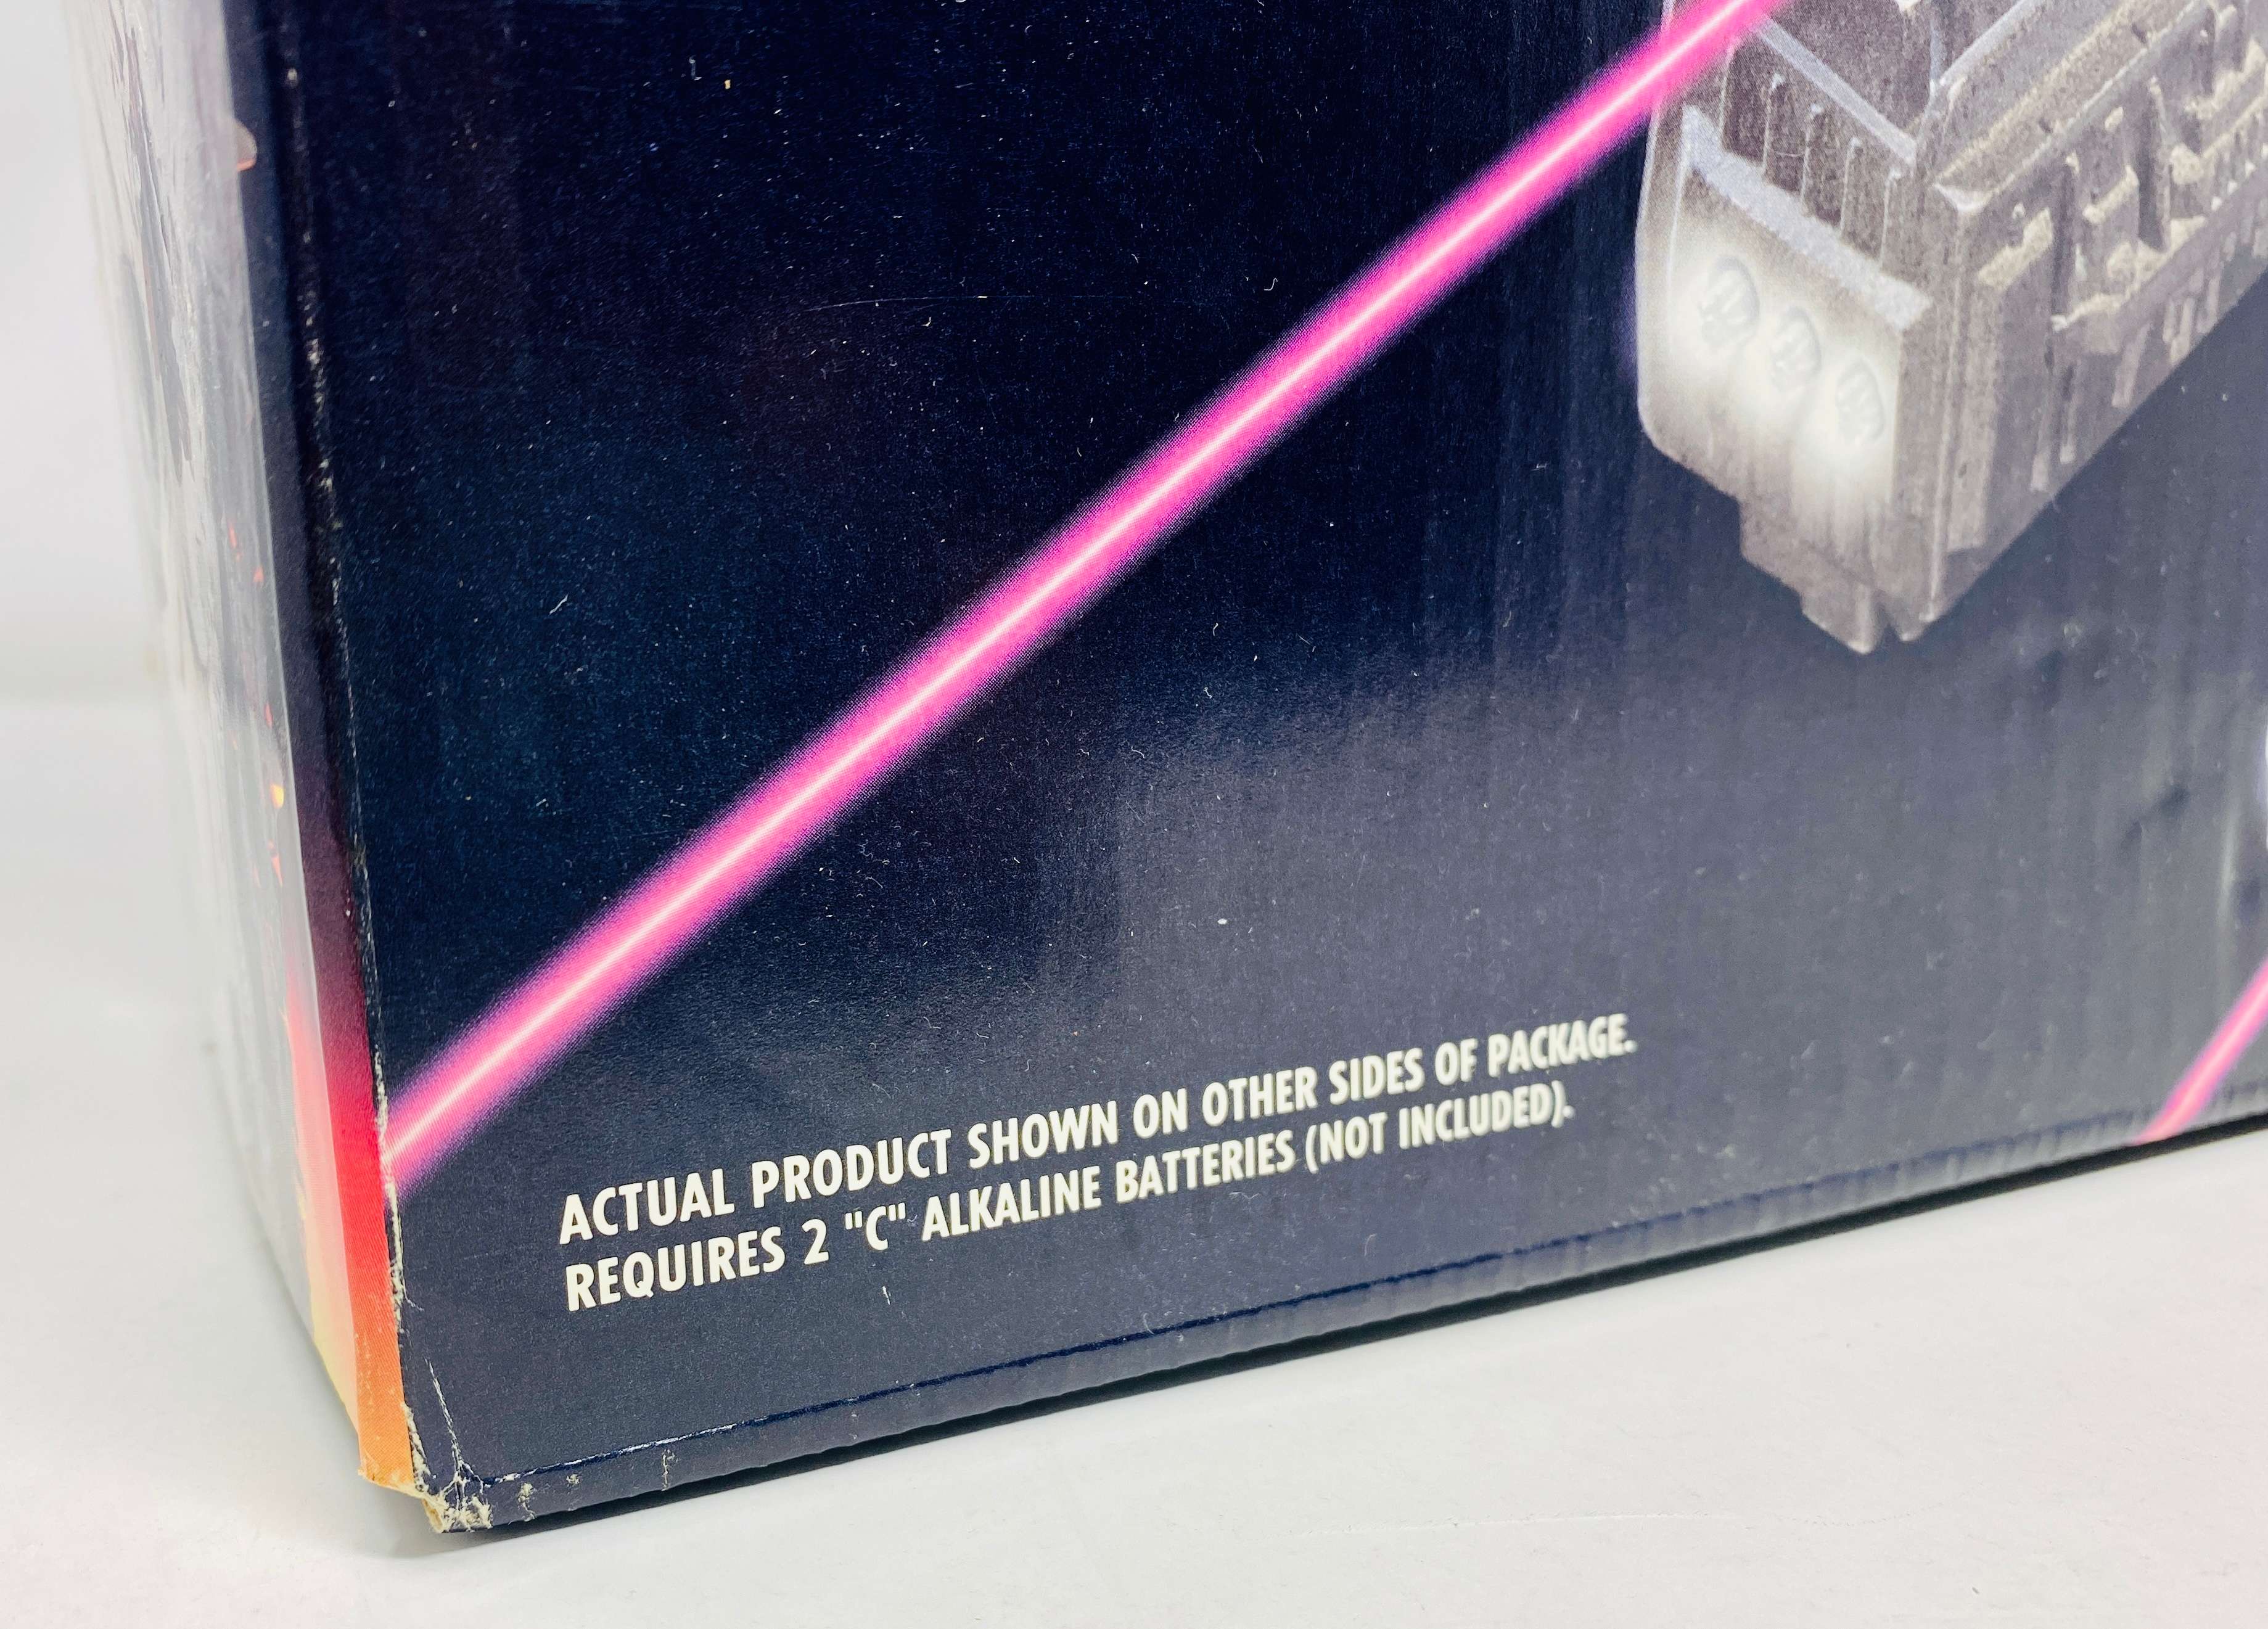 ACTUAL PRODUCT SHOWN ON OTHER SIDES OF PACKAGE.
REQUIRES 2 "C" ALKALINE BATTERIES (NOT INCLUDED).